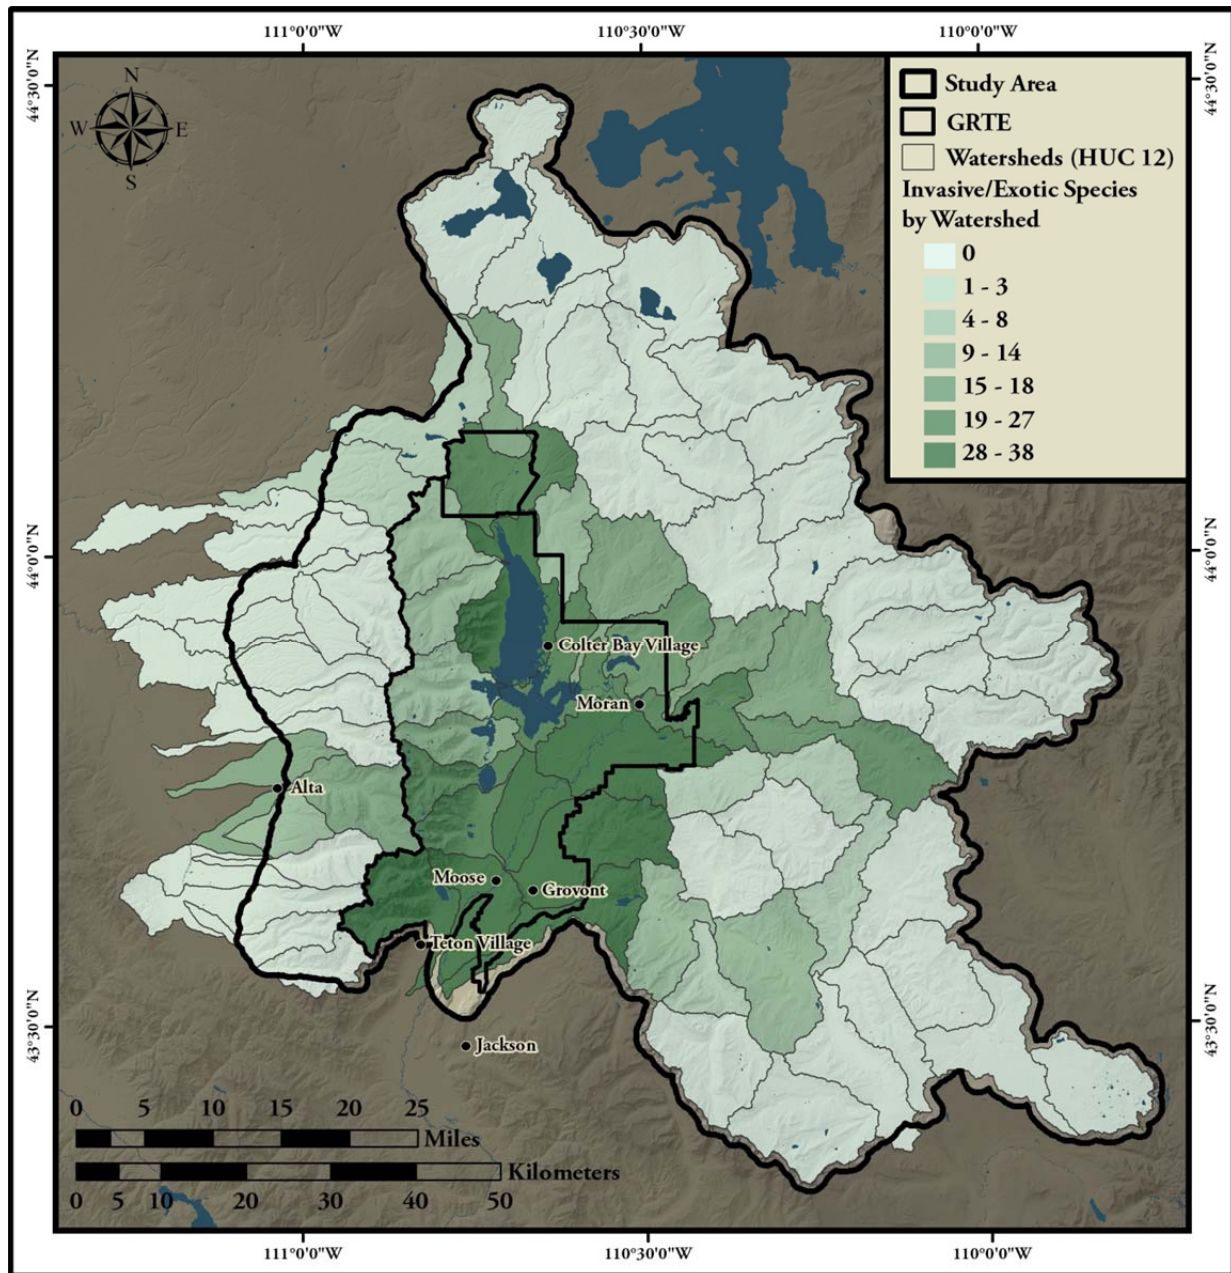 111°0'0"W 110°30'0"W 110°0'0"W
44°30'0"N
44°30'0"N
N
W E
S
Study Area
GRTE
Watersheds (HUC 12)
Invasive/Exotic Species
by Watershed
0
1 - 3
4 - 8
9 - 14
15 - 18
19 - 27
28 - 38
44°0'0"N
44°0'0"N
Colter Bay Village
Moran
Alta
Moose
Grovont
Teton Village
43°30'0"N
43°30'0"N
Jackson
0 5 10 15 20 25
Miles
Kilometers
0 5 10 20 30 40 50
111°0'0"W 110°30'0"W 110°0'0"W